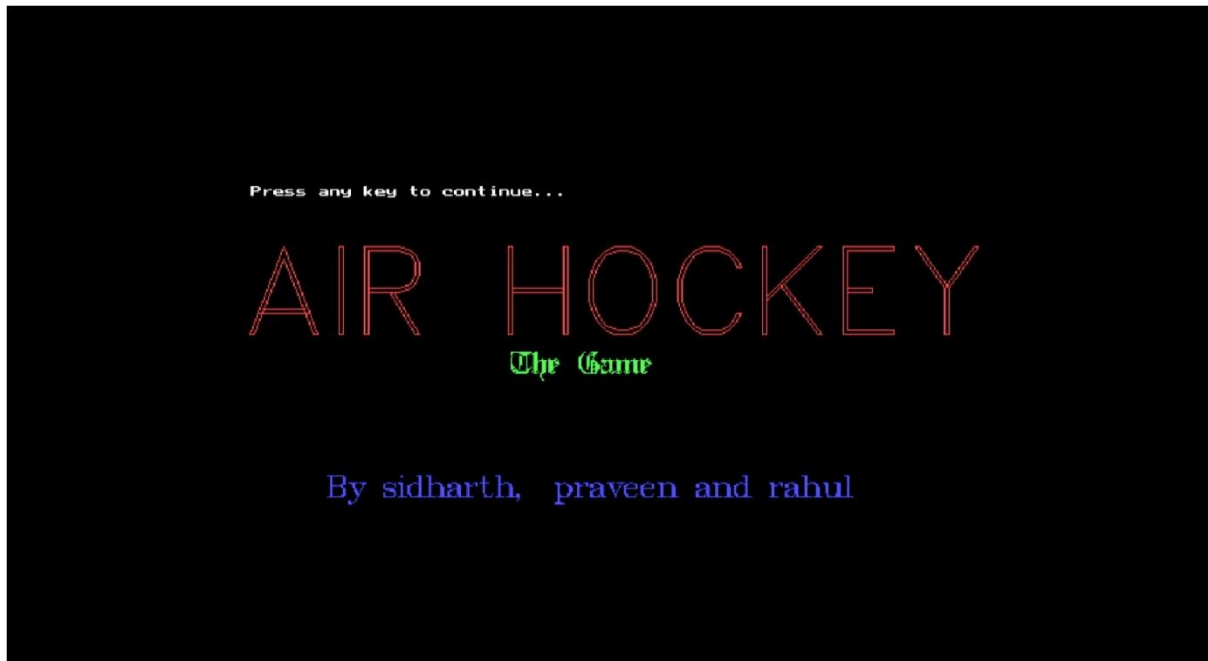 Press any key to continue...
AIR HOCKEY
The Game
By sidharth, praveen and rahul